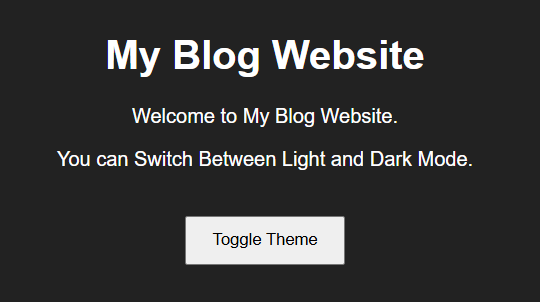 My Blog Website
Welcome to My Blog Website.
You can Switch Between Light and Dark Mode.
Toggle Theme